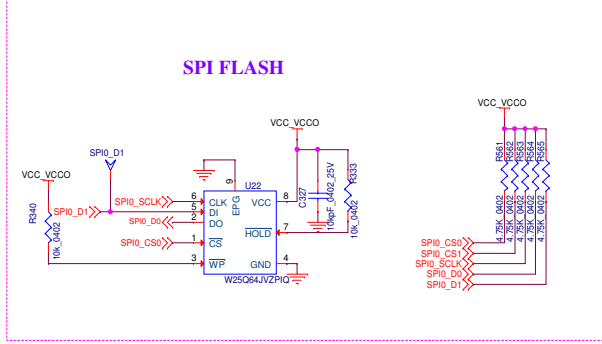 SPI FLASH
VCC_VCCO
VCC_VCCO
SPI0_D1
VCC_VCCO
R340
10k_0402
SPI0_D1
SPI0_SCLK
SPI0_D0
SPI0_CS0
9
U22
6 CLK
5 DI
2 DO
1 CS
3 WP
EPG
VCC 8
HOLD 7
GND 4
W25Q64JVZPIQ
C327
10kpF_0402_25V
R333
10k_0402
R561
R562
R563
R564
R565
4.75K_0402
4.75K_0402
4.75K_0402
4.75K_0402
4.75K_0402
SPI0_CS0
SPI0_CS1
SPI0_SCLK
SPI0_D0
SPI0_D1